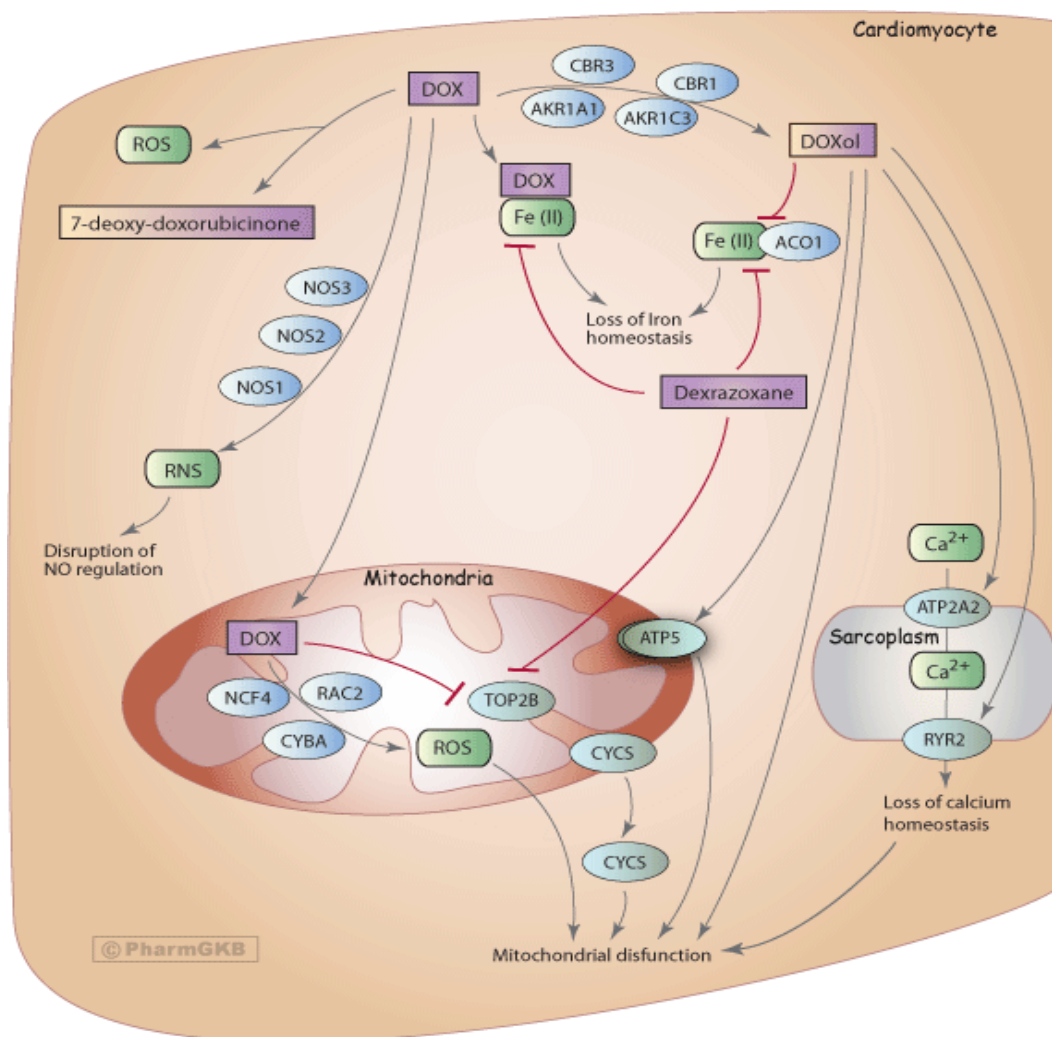 Cardiomyocyte
CBR3
CBR1
DOX
AKR1A1
AKR1C3
ROS
DOXol
DOX
7-deoxy-doxorubicinone
Fe (II)
Fe (II)
ACO1
NOS3
Loss of Iron
homeostasis
NOS2
NOS1
Dexrazoxane
RNS
Disruption of
NO regulation
Ca2+
Mitochondria
ATP2A2
DOX
ATP5
Sarcoplasm
Ca2+
NCF4
RAC2
TOP2B
CYBA
ROS
CYCS
RYR2
Loss of calcium
homeostasis
CYCS
© PharmGKB
Mitochondrial disfunction